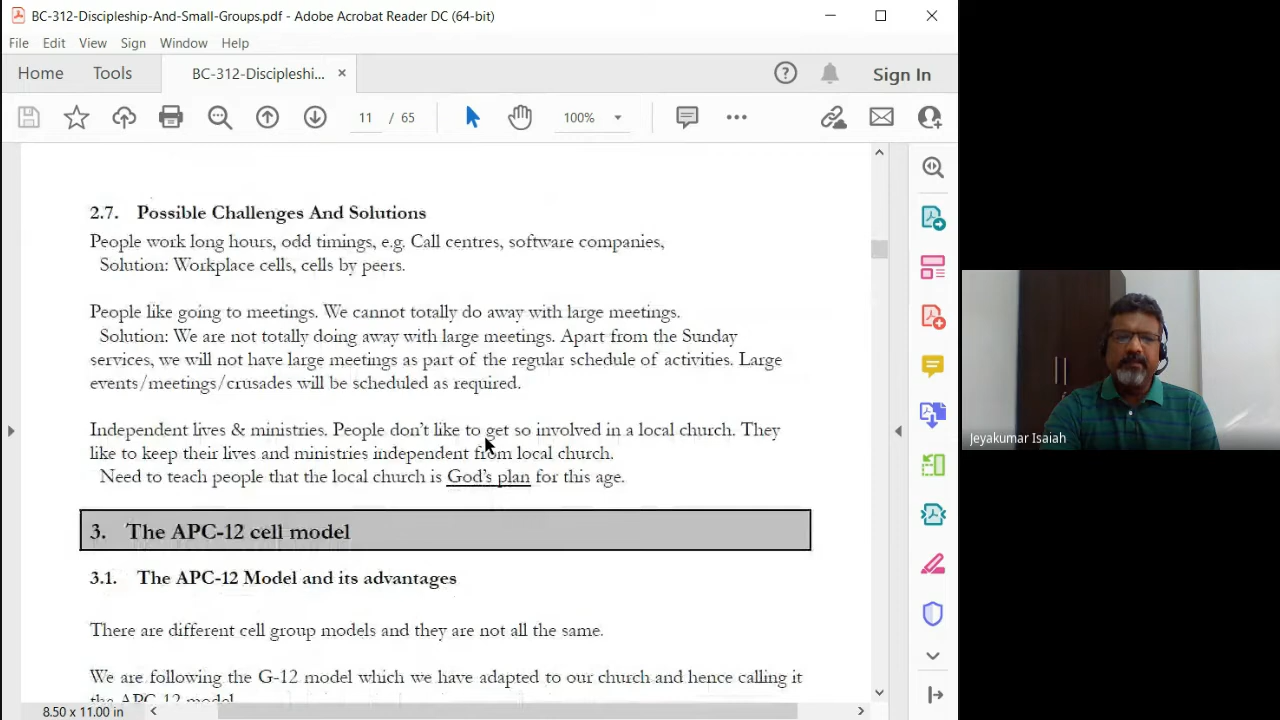 BC-312-Discipleship-And-Small-Groups.pdf - Adobe Acrobat Reader DC (64-bit)
File Edit View Sign Window Help
Home Tools BC-312-Discipleshi... Sign In
11 / 65 100%
2.7. Possible Challenges And Solutions
People work long hours, odd timings, e.g. Call centres, software companies,
Solution: Workplace cells, cells by peers.
People like going to meetings. We cannot totally do away with large meetings.
Solution: We are not totally doing away with large meetings. Apart from the Sunday
services, we will not have large meetings as part of the regular schedule of activities. Large
events/meetings/crusades will be scheduled as required.
Independent lives & ministries. People don't like to get so involved in a local church. They
like to keep their lives and ministries independent from local church.
Need to teach people that the local church is God's plan for this age.
3. The APC-12 cell model
3.1. The APC-12 Model and its advantages
There are different cell group models and they are not all the same.
We are following the G-12 model which we have adapted to our church and hence calling it
the APC-12 model
8.50 x 11.00 in
Jeyakumar Isaiah